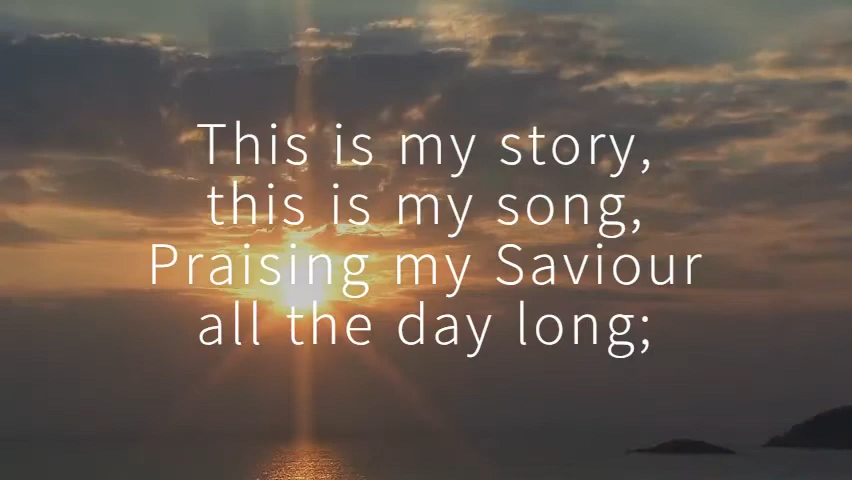 This is my story,
this is my song,
Praising my Saviour
all the day long;